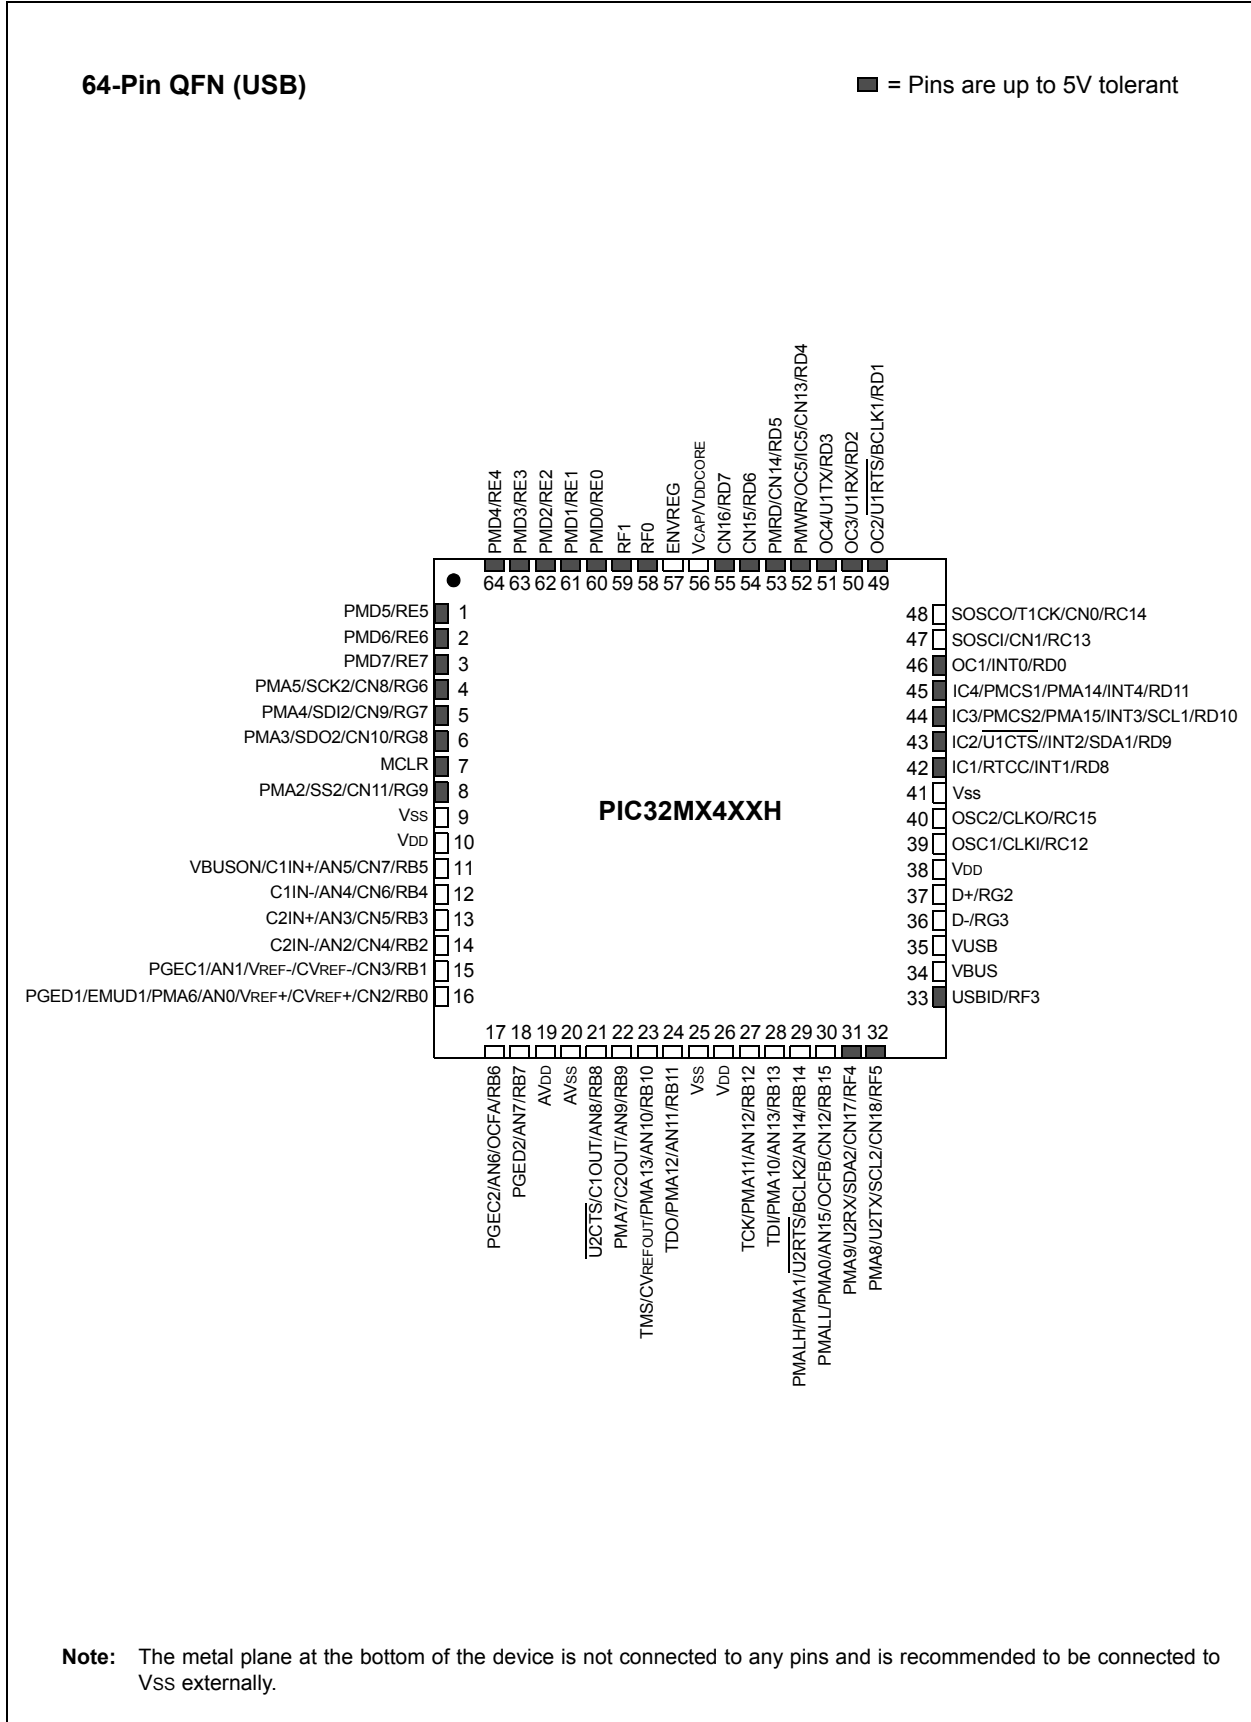 64-Pin QFN (USB)
= Pins are up to 5V tolerant
PMD4/RE4
PMD3/RE3
PMD2/RE2
PMD1/RE1
PMD0/RE0
RF1
RF0
ENVREG
VCAP/VDDCORE
CN16/RD7
CN15/RD6
PMRD/CN14/RD5
PMWR/OC5/IC5/CN13/RD4
OC4/U1TX/RD3
OC3/U1RX/RD2
OC2/U1RTS/BCLK1/RD1
64 63 62 61 60 59 58 57 56 55 54 53 52 51 50 49
PMD5/RE5 1
PMD6/RE6 2
PMD7/RE7 3
PMA5/SCK2/CN8/RG6 4
PMA4/SDI2/CN9/RG7 5
PMA3/SDO2/CN10/RG8 6
MCLR 7
PMA2/SS2/CN11/RG9 8
VSS 9
VDD 10
VBUSON/C1IN+/AN5/CN7/RB5 11
C1IN-/AN4/CN6/RB4 12
C2IN+/AN3/CN5/RB3 13
C2IN-/AN2/CN4/RB2 14
PGEC1/AN1/VREF-/CVREF-/CN3/RB1 15
PGED1/EMUD1/PMA6/AN0/VREF+/CVREF+/CN2/RB0 16
PIC32MX4XXH
48 SOSCO/T1CK/CN0/RC14
47 SOSCI/CN1/RC13
46 OC1/INT0/RD0
45 IC4/PMCS1/PMA14/INT4/RD11
44 IC3/PMCS2/PMA15/INT3/SCL1/RD10
43 IC2/U1CTS//INT2/SDA1/RD9
42 IC1/RTCC/INT1/RD8
41 Vss
40 OSC2/CLKO/RC15
39 OSC1/CLKI/RC12
38 VDD
37 D+/RG2
36 D-/RG3
35 VUSB
34 VBUS
33 USBID/RF3
17 18 19 20 21 22 23 24 25 26 27 28 29 30 31 32
PGEC2/AN6/OCFA/RB6
PGED2/AN7/RB7
AVDD
AVSS
U2CTS/C1OUT/AN8/RB8
PMA7/C2OUT/AN9/RB9
TMS/CVREFOUT/PMA13/AN10/RB10
TDO/PMA12/AN11/RB11
VSS
VDD
TCK/PMA11/AN12/RB12
TDI/PMA10/AN13/RB13
PMALH/PMA1/U2RTS/BCLK2/AN14/RB14
PMALL/PMA0/AN15/OCFB/CN12/RB15
PMA9/U2RX/SDA2/CN17/RF4
PMA8/U2TX/SCL2/CN18/RF5
Note: The metal plane at the bottom of the device is not connected to any pins and is recommended to be connected to
VSS externally.